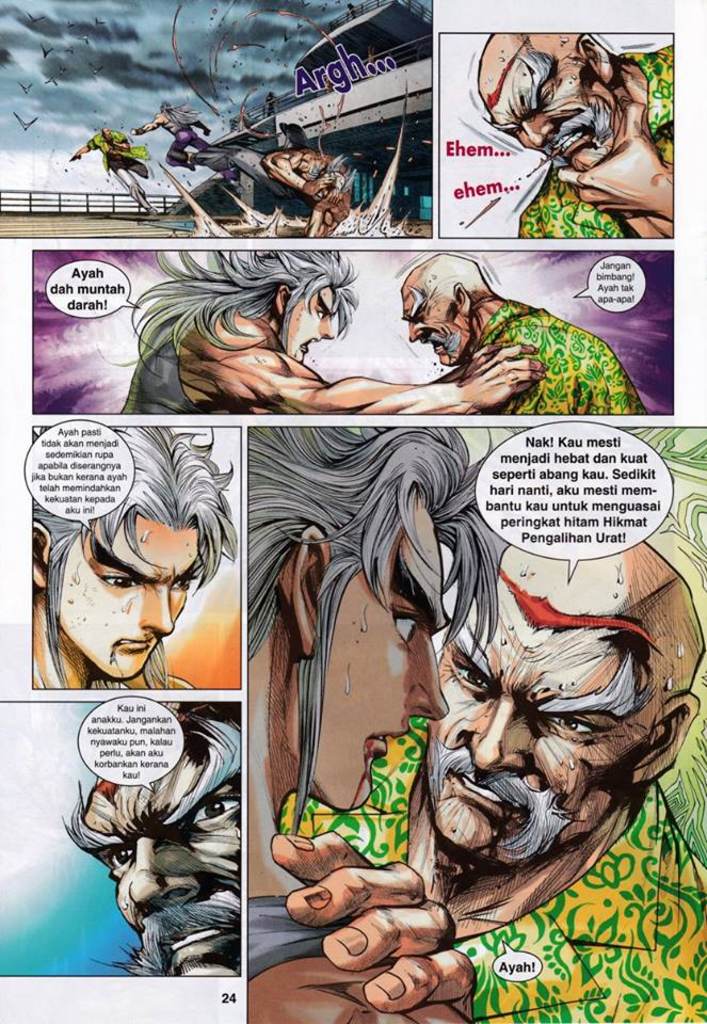 Argh...
Ehem...
ehem...
Ayah
dah muntah
darah!
Jangan
bimbang!
Ayah tak
apa-apa!
Ayah pasti
tidak akan menjadi
sedemikian rupa
apabila diserangnya
jika bukan kerana ayah
telah memindahkan
kekuatan kepada
aku ini!
Nak! Kau mesti
menjadi hebat dan kuat
seperti abang kau. Sedikit
hari nanti, aku mesti mem-
bantu kau untuk menguasai
peringkat hitam Hikmat
Pengalihan Urat!
Kau ini
anakku. Jangankan
kekuatanku, malahan
nyawaku pun, kalau
perlu, akan aku
korbankan kerana
kau!
Ayah!
24